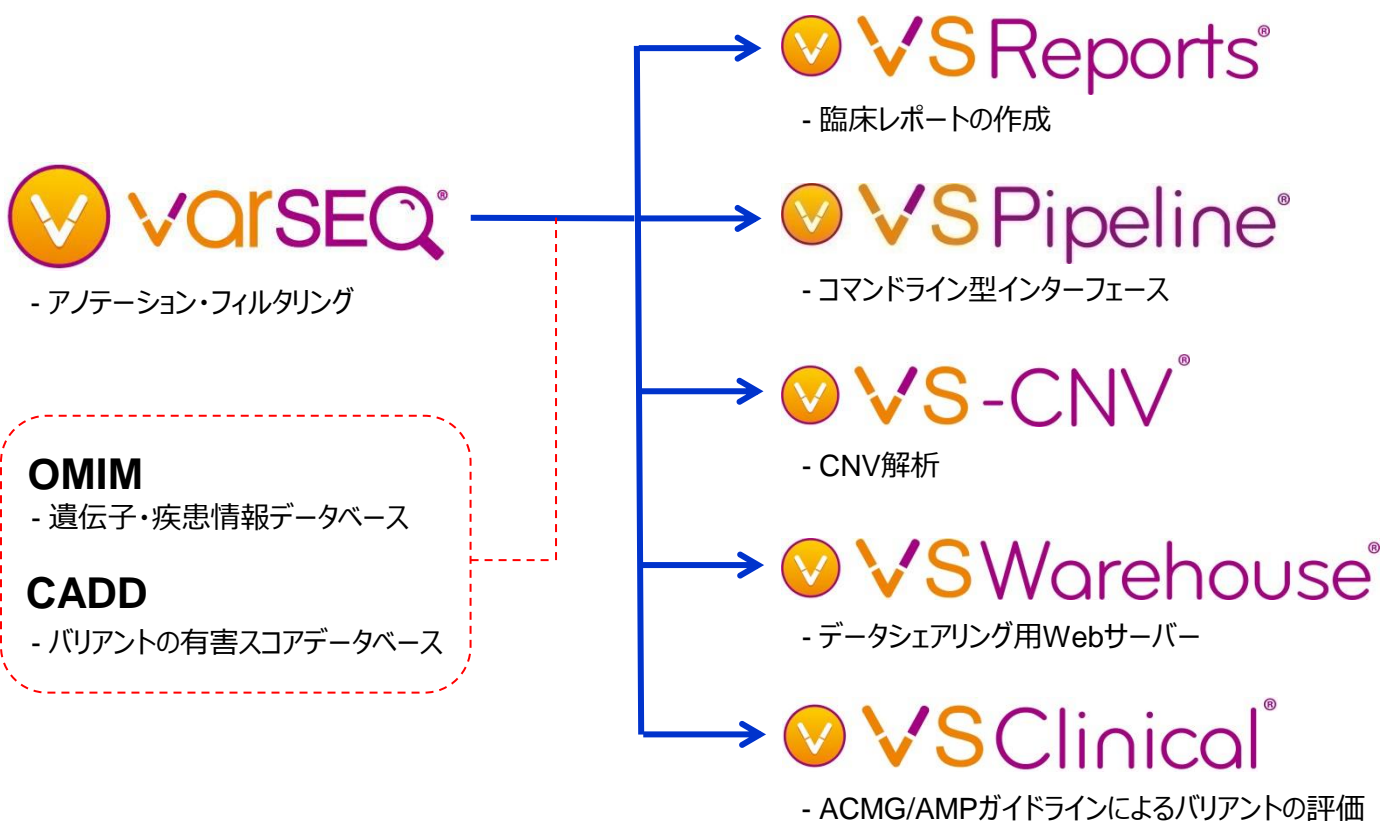 varSEQ®
- アノテーション・フィルタリング
OMIM
- 遺伝子・疾患情報データベース
CADD
- バリアントの有害スコアデータベース
VSReports®
- 臨床レポートの作成
VSPipeline®
- コマンドライン型インターフェース
VS-CNV®
- CNV解析
VSWarehouse®
- データシェアリング用Webサーバー
VSClinical®
- ACMG/AMPガイドラインによるバリアントの評価